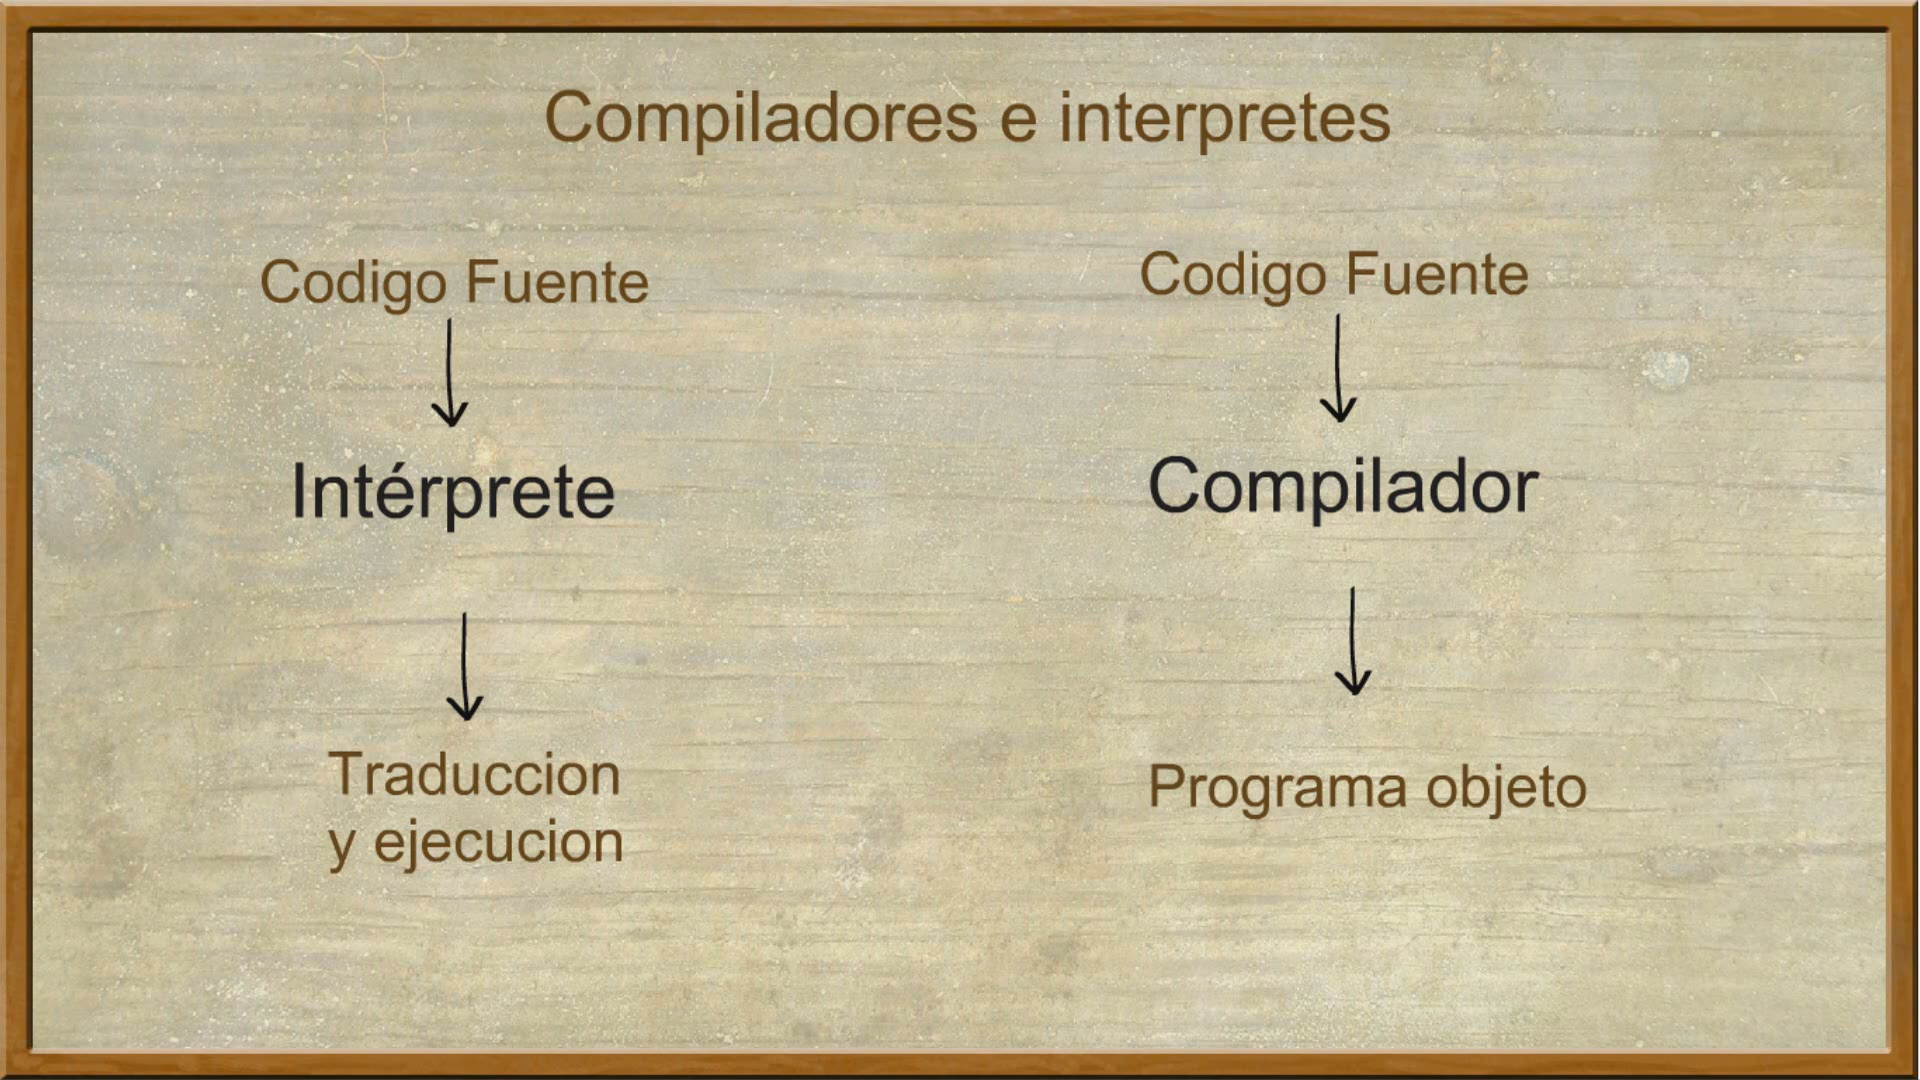 Compiladores e interpretes
Codigo Fuente
Intérprete
Traduccion
y ejecucion
Codigo Fuente
Compilador
Programa objeto